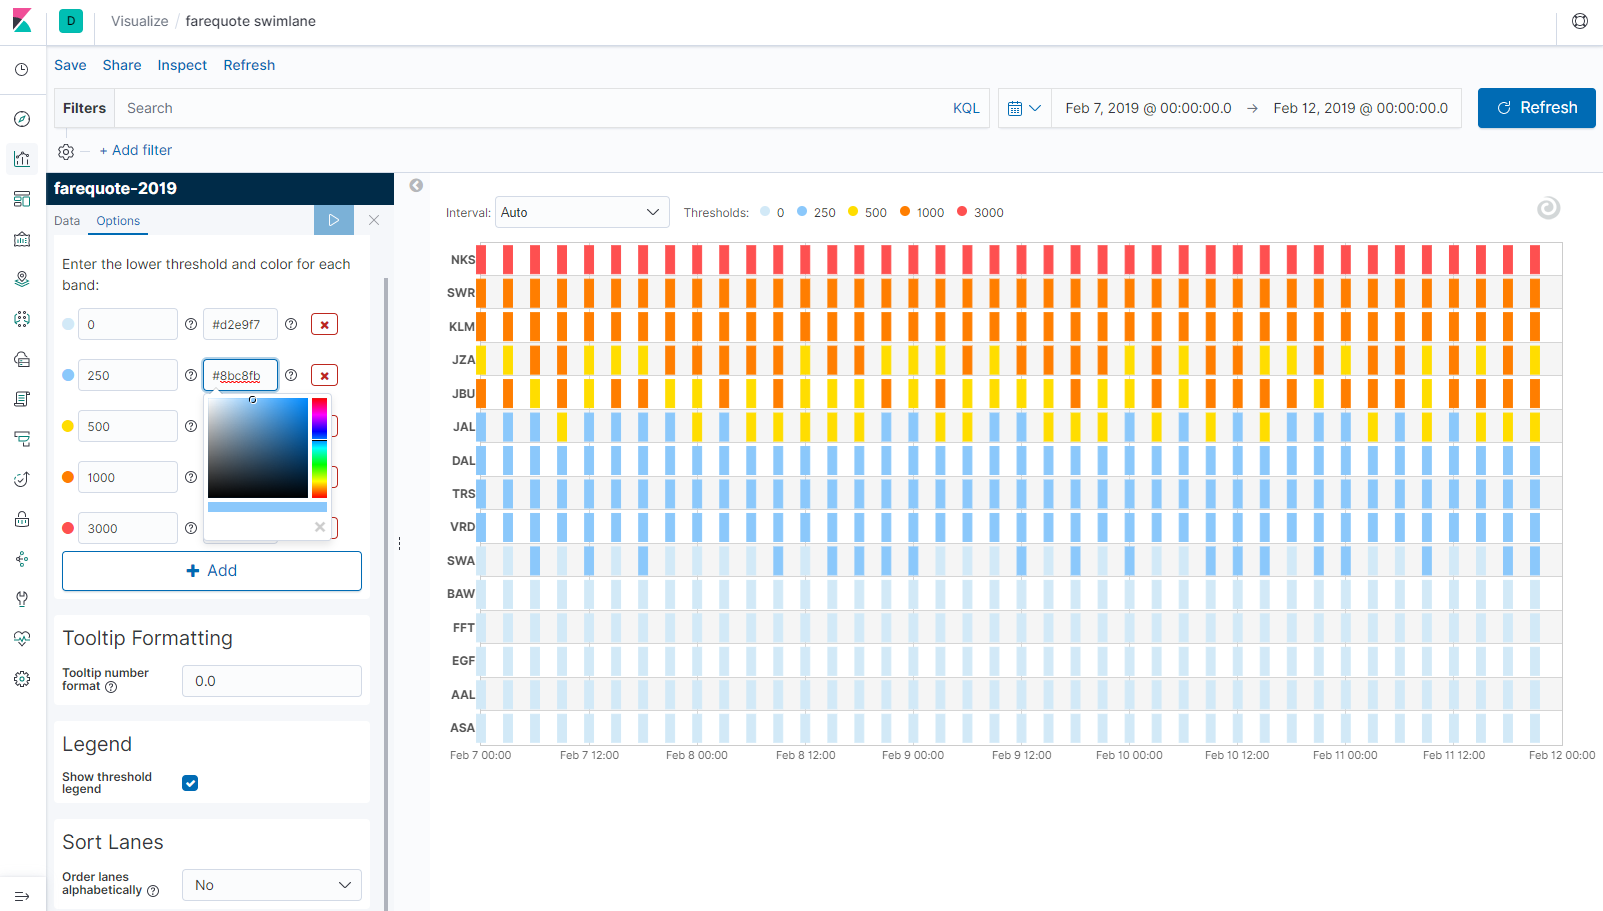 D Visualize / farequote swimlane
Save Share Inspect Refresh
Filters Search KQL Feb 7, 2019 @ 00:00:00.0 → Feb 12, 2019 @ 00:00:00.0 Refresh
+ Add filter
farequote-2019
Data Options
Enter the lower threshold and color for each
band:
0 #d2e9f7
250 #8bc8fb
500
1000
3000
Add
Tooltip Formatting
Tooltip number
format
0.0
Legend
Show threshold
legend
Sort Lanes
Order lanes
alphabetically
No
Interval: Auto Thresholds: 0 250 500 1000 3000
NKS
SWR
KLM
JZA
JBU
JAL
DAL
TRS
VRD
SWA
BAW
FFT
EGF
AAL
ASA
Feb 7 00:00 Feb 7 12:00 Feb 8 00:00 Feb 8 12:00 Feb 9 00:00 Feb 9 12:00 Feb 10 00:00 Feb 10 12:00 Feb 11 00:00 Feb 11 12:00 Feb 12 00:00